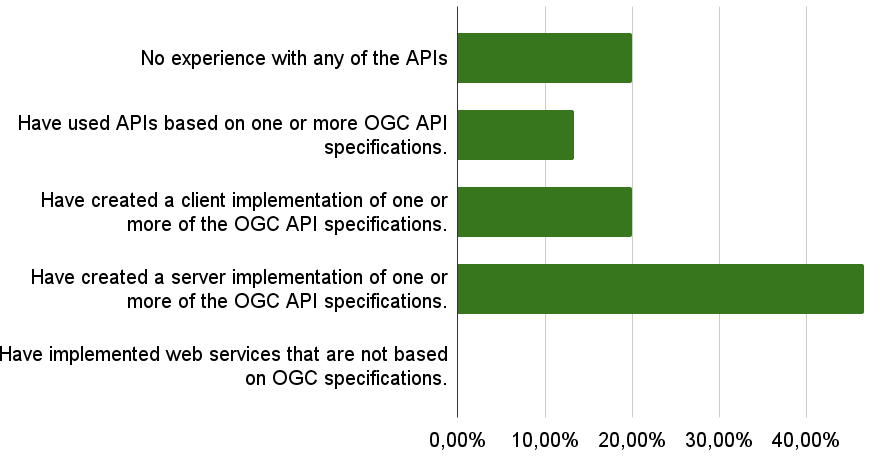 No experience with any of the APIs
Have used APIs based on one or more OGC API
specifications.
Have created a client implementation of one or
more of the OGC API specifications.
Have created a server implementation of one or
more of the OGC API specifications.
Have implemented web services that are not based
on OGC specifications.
0,00% 10,00% 20,00% 30,00% 40,00%